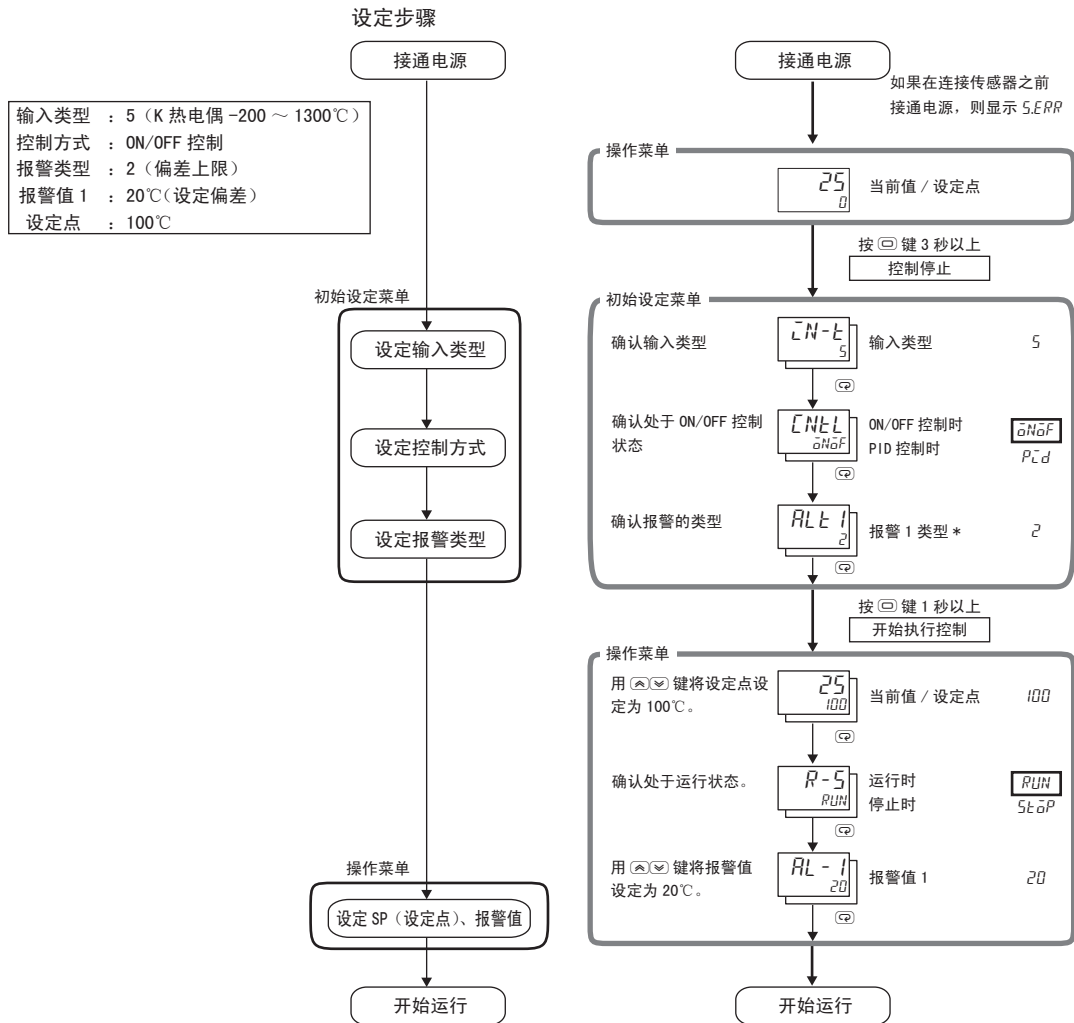 设定步骤
接通电源
输入类型 : 5 (K 热电偶 -200 ～ 1300℃)
控制方式 : ON/OFF 控制
报警类型 : 2 (偏差上限)
报警值 1 : 20℃(设定偏差)
设定点 : 100℃
初始设定菜单
设定输入类型
设定控制方式
设定报警类型
操作菜单
设定 SP (设定点)、报警值
开始运行
接通电源
如果在连接传感器之前
接通电源，则显示 S.ERR
操作菜单
25
0
当前值 / 设定点
按 键 3 秒以上
控制停止
初始设定菜单
确认输入类型
IN-t
5
输入类型
5
确认处于 ON/OFF 控制
状态
CNtL
oNoF
ON/OFF 控制时
PID 控制时
oNoF
PId
确认报警的类型
ALt1
2
报警 1 类型 *
2
按 键 1 秒以上
开始执行控制
操作菜单
用 键将设定点设
定为 100℃。
25
100
当前值 / 设定点
100
确认处于运行状态。
R-S
RUN
运行时
停止时
RUN
StoP
用 键将报警值
设定为 20℃。
AL-1
20
报警值 1
20
开始运行